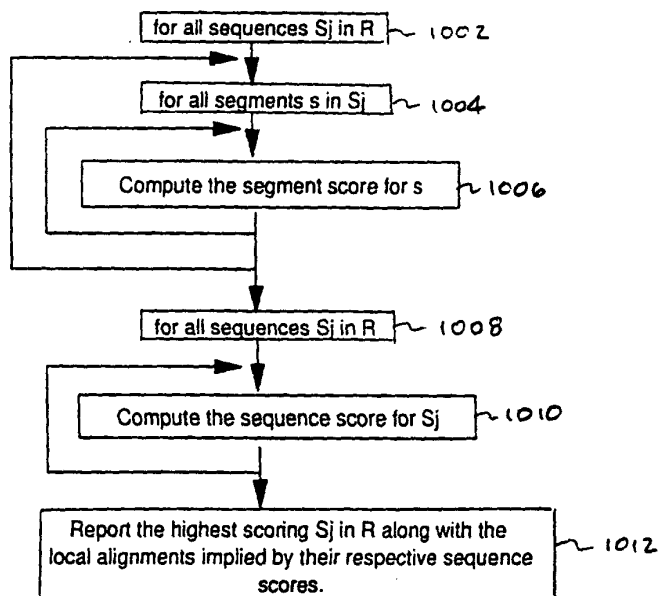 for all sequences Sj in R 1002
for all segments s in Sj 1004
Compute the segment score for s 1006
for all sequences Sj in R 1008
Compute the sequence score for Sj 1010
Report the highest scoring Sj in R along with the
local alignments implied by their respective sequence
scores.
1012